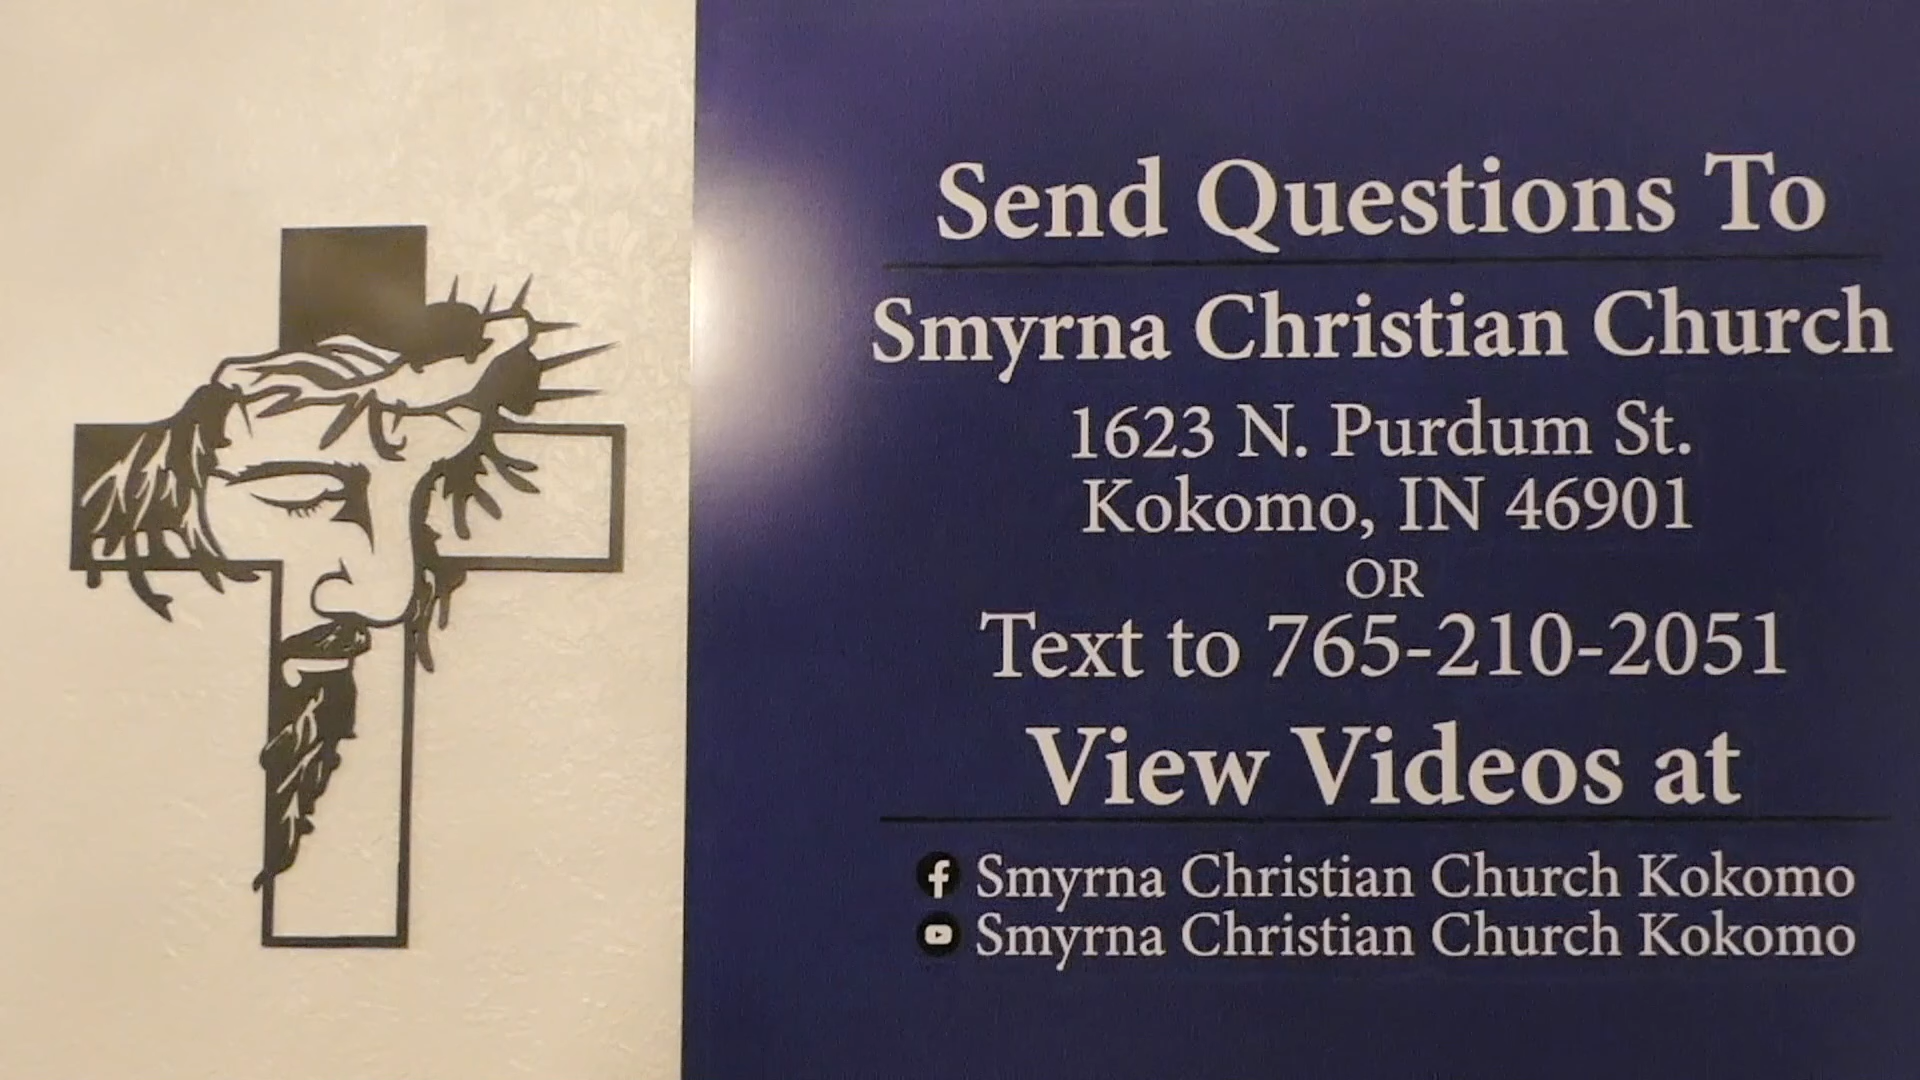 Send Questions To
Smyrna Christian Church
1623 N. Purdum St.
Kokomo, IN 46901
OR
Text to 765-210-2051
View Videos at
Smyrna Christian Church Kokomo
Smyrna Christian Church Kokomo